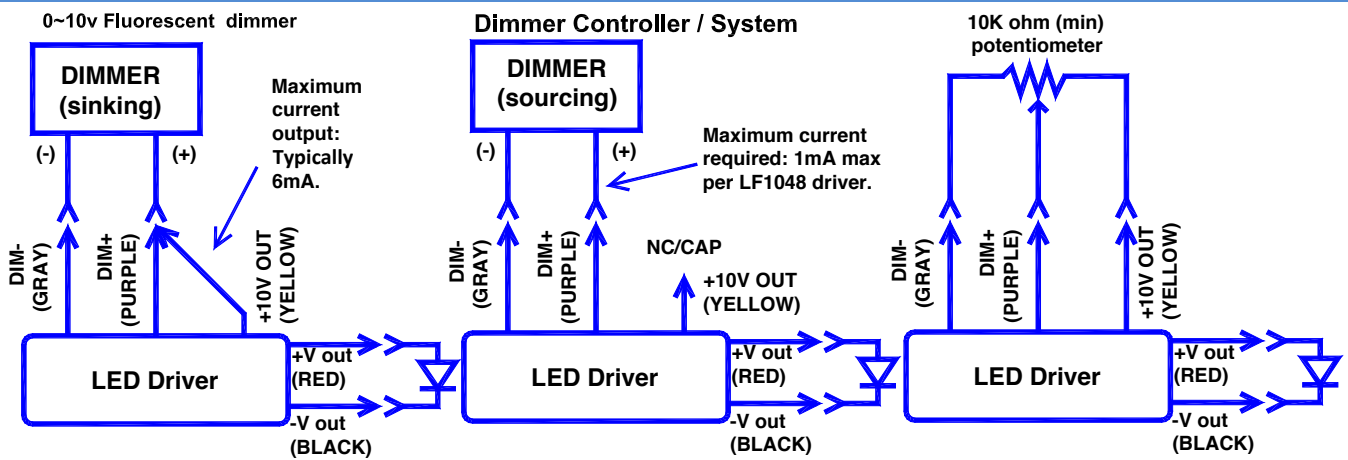 0~10v Fluorescent dimmer
DIMMER
(sinking)
(-)
(+)
Maximum
current
output:
Typically
6mA.
DIM-
(GRAY)
DIM+
(PURPLE)
+10V OUT
(YELLOW)
LED Driver
+V out
(RED)
-V out
(BLACK)
Dimmer Controller / System
DIMMER
(sourcing)
(-)
(+)
Maximum current
required: 1mA max
per LF1048 driver.
DIM-
(GRAY)
DIM+
(PURPLE)
NC/CAP
+10V OUT
(YELLOW)
LED Driver
+V out
(RED)
-V out
(BLACK)
10K ohm (min)
potentiometer
DIM-
(GRAY)
DIM+
(PURPLE)
+10V OUT
(YELLOW)
LED Driver
+V out
(RED)
-V out
(BLACK)